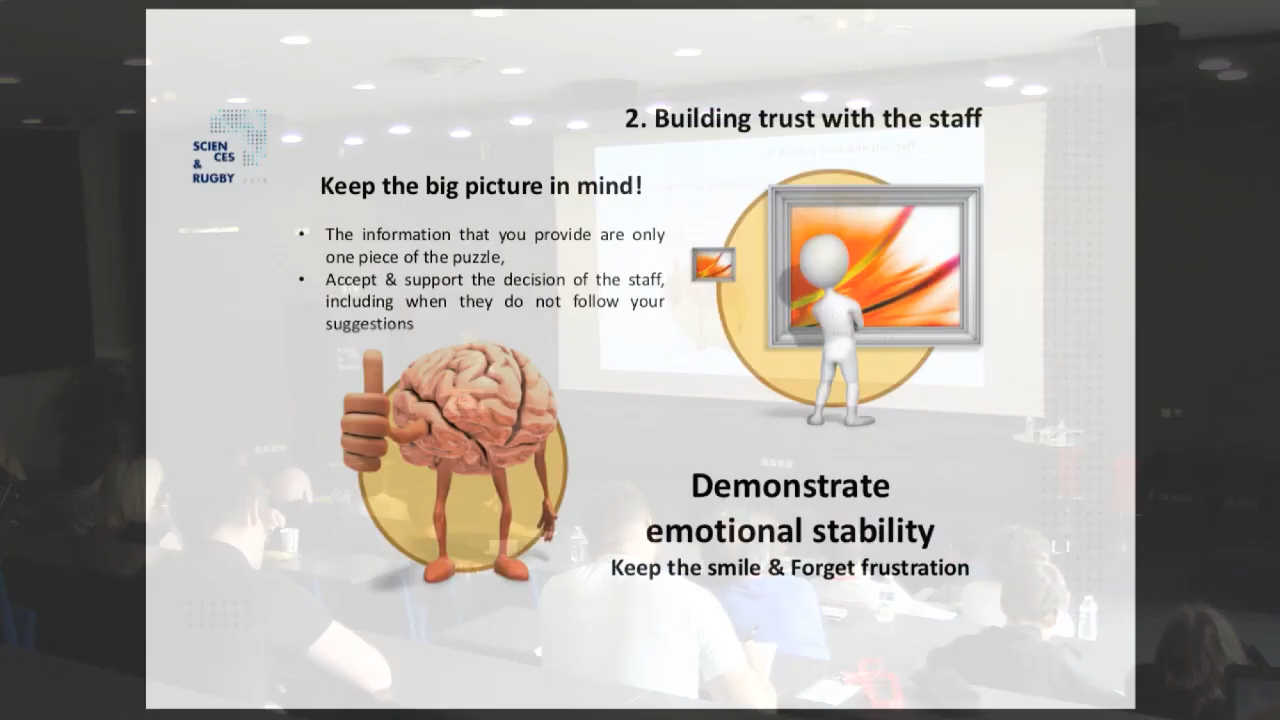 2. Building trust with the staff
SCIEN
CES
&
RUGBY
2019
Keep the big picture in mind!
• The information that you provide are only
one piece of the puzzle,
• Accept & support the decision of the staff,
including when they do not follow your
suggestions
Demonstrate
emotional stability
Keep the smile & Forget frustration